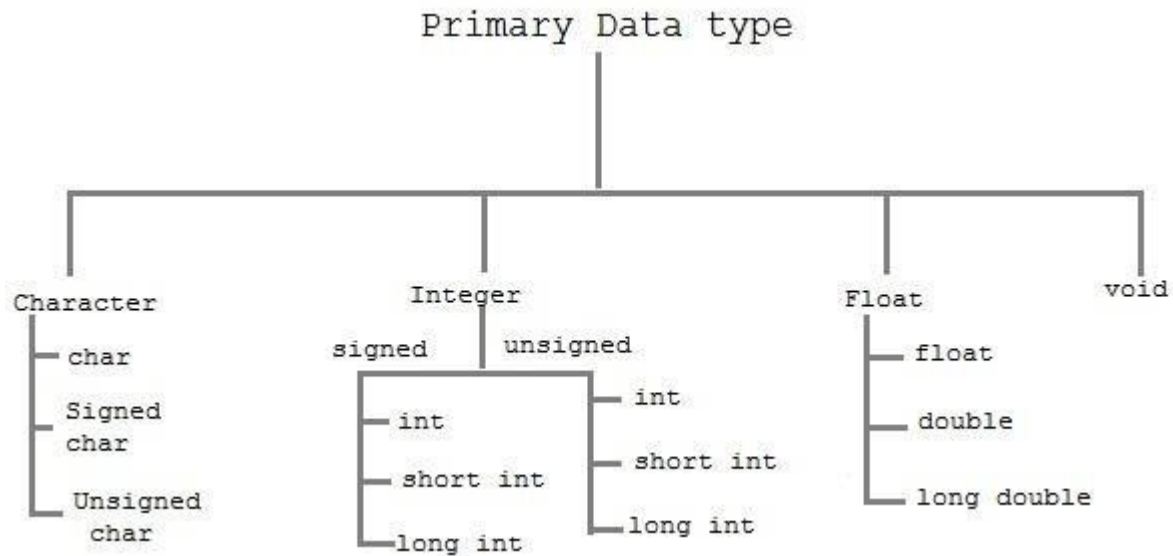 Primary Data type
Character
char
Signed
char
Unsigned
char
Integer
signed
int
short int
long int
unsigned
int
short int
long int
Float
float
double
long double
void